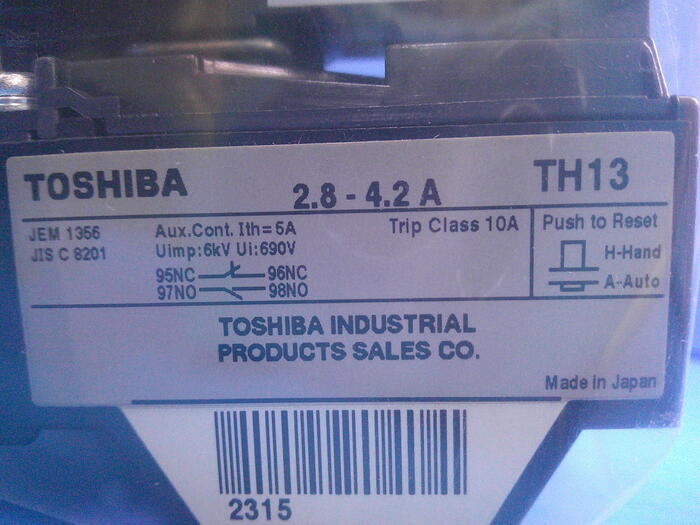 TOSHIBA 2.8 - 4.2 A TH13
JEM 1356
JIS C 8201
Aux.Cont. Ith=5A
Uimp:6kV Ui:690V
95NC 96NC
97NO 98NO
Trip Class 10A
Push to Reset
H-Hand
A-Auto
TOSHIBA INDUSTRIAL
PRODUCTS SALES CO.
Made in Japan
2315